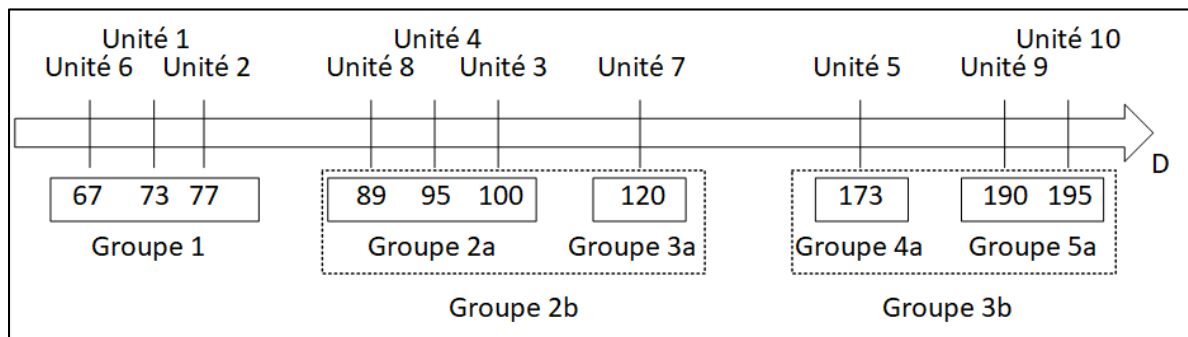 Unité 1 Unité 4 Unité 10
Unité 6 Unité 2 Unité 8 Unité 3 Unité 7 Unité 5 Unité 9
D
67 73 77 89 95 100 120 173 190 195
Groupe 1 Groupe 2a Groupe 3a Groupe 4a Groupe 5a
Groupe 2b Groupe 3b